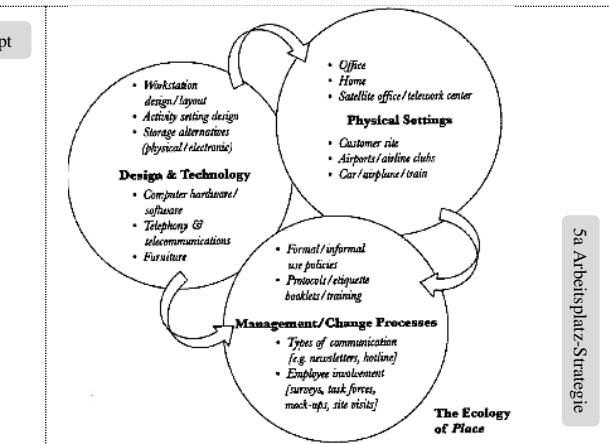 pt
• Workstation
design/layout
• Activity setting design
• Storage alternatives
(physical/electronic)
Design & Technology
• Computer hardware/
software
• Telephony &
telecommunications
• Furniture
• Office
• Home
• Satellite office/telework center
Physical Settings
• Customer site
• Airports/airline clubs
• Car/airplane/train
• Formal/informal
use policies
• Protocols/etiquette
booklets/training
Management/Change Processes
• Types of communication
[e.g. newsletters, hotline]
• Employee involvement
[surveys, task forces,
mock-ups, site visits]
The Ecology
of Place
5a Arbeitsplatz-Strategie